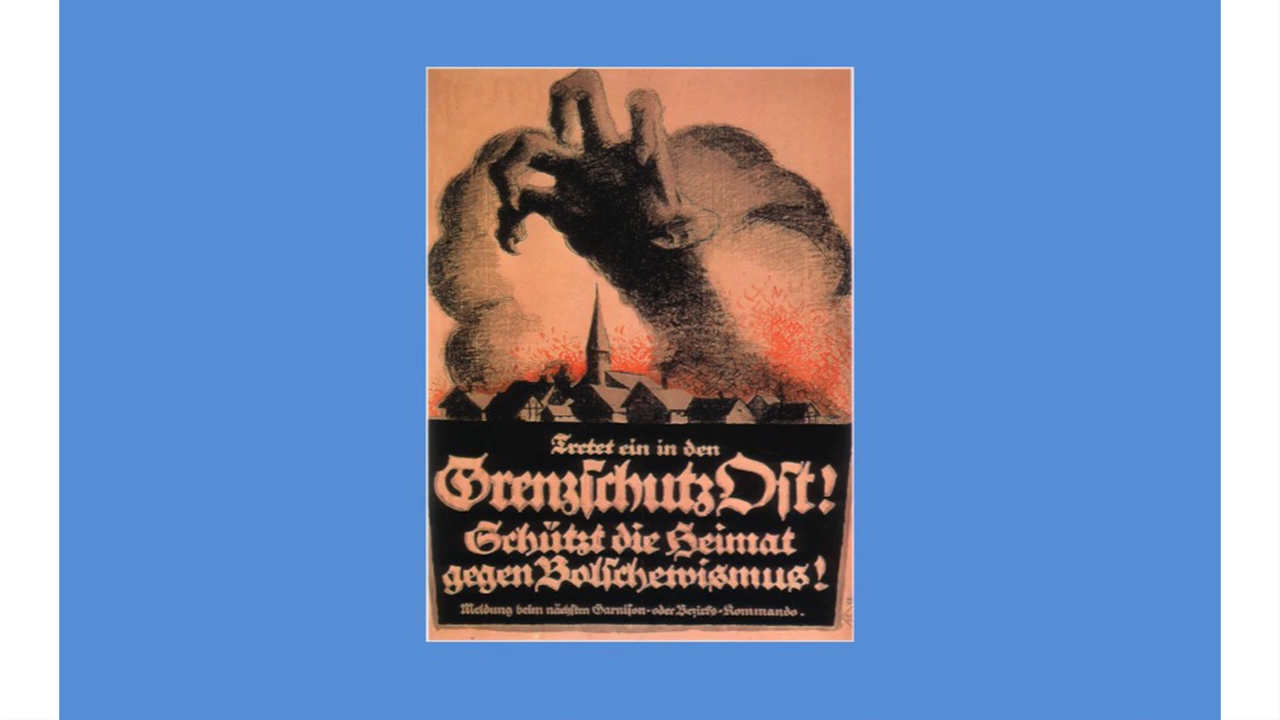 Tretet ein in den
Grenzschutz Ost!
Schützt die Heimat
gegen Bolschewismus!
Meldung beim nächsten Garnison- oder Bezirks-Kommando.